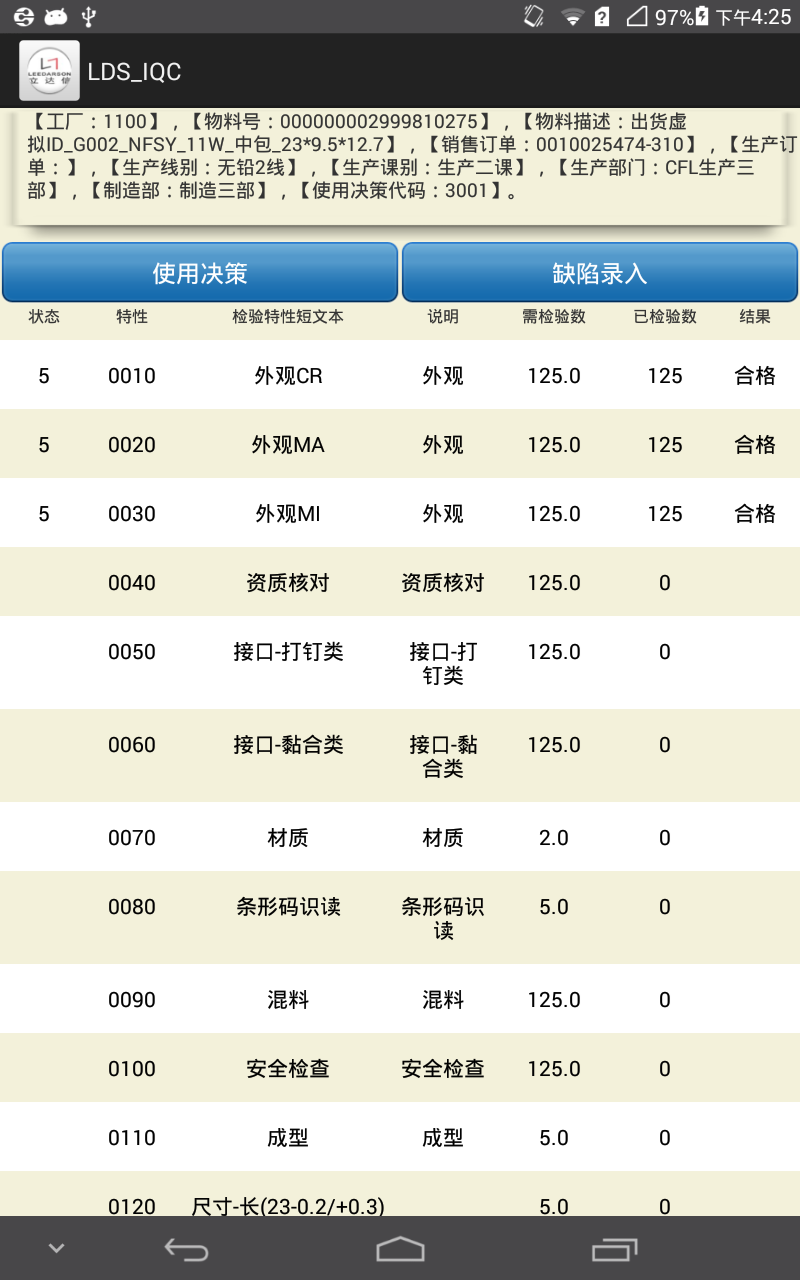 97% 下午4:25
LEEDARSON
立达信
LDS_IQC
【工厂：1100】，【物料号：000000002999810275】，【物料描述：出货虚
拟ID_G002_NFSY_11W_中包_23*9.5*12.7】，【销售订单：0010025474-310】，【生产订
单：】，【生产线别：无铅2线】，【生产课别：生产二课】，【生产部门：CFL生产三
部】，【制造部：制造三部】，【使用决策代码：3001】。
使用决策 缺陷录入
状态 特性 检验特性短文本 说明 需检验数 已检验数 结果
5 0010 外观CR 外观 125.0 125 合格
5 0020 外观MA 外观 125.0 125 合格
5 0030 外观MI 外观 125.0 125 合格
0040 资质核对 资质核对 125.0 0
0050 接口-打钉类 接口-打 125.0 0
钉类
0060 接口-黏合类 接口-黏 125.0 0
合类
0070 材质 材质 2.0 0
0080 条形码识读 条形码识 5.0 0
读
0090 混料 混料 125.0 0
0100 安全检查 安全检查 125.0 0
0110 成型 成型 5.0 0
0120 尺寸-长(23-0.2/+0.3) 5.0 0